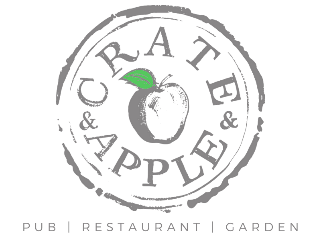 CRATE
& APPLE &
PUB | RESTAURANT | GARDEN